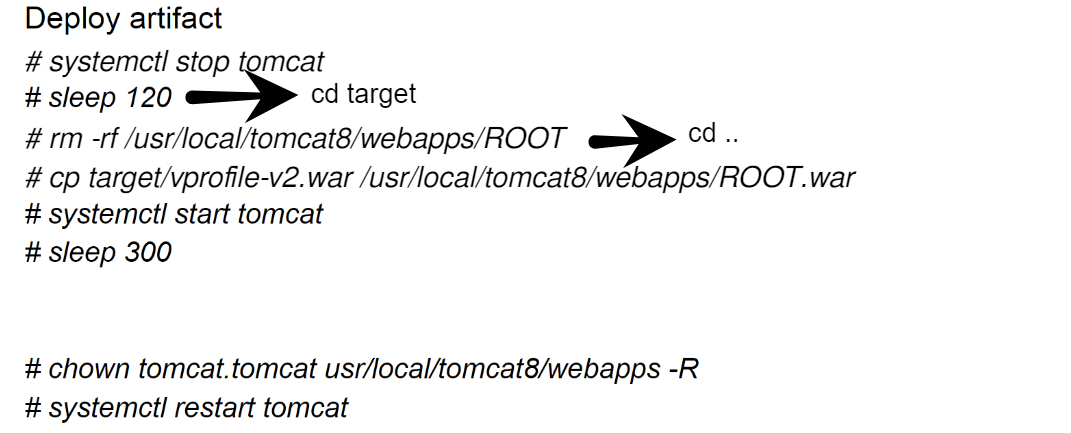 Deploy artifact
# systemctl stop tomcat
# sleep 120 cd target
# rm -rf /usr/local/tomcat8/webapps/ROOT cd ..
# cp target/vprofile-v2.war /usr/local/tomcat8/webapps/ROOT.war
# systemctl start tomcat
# sleep 300
# chown tomcat.tomcat usr/local/tomcat8/webapps -R
# systemctl restart tomcat